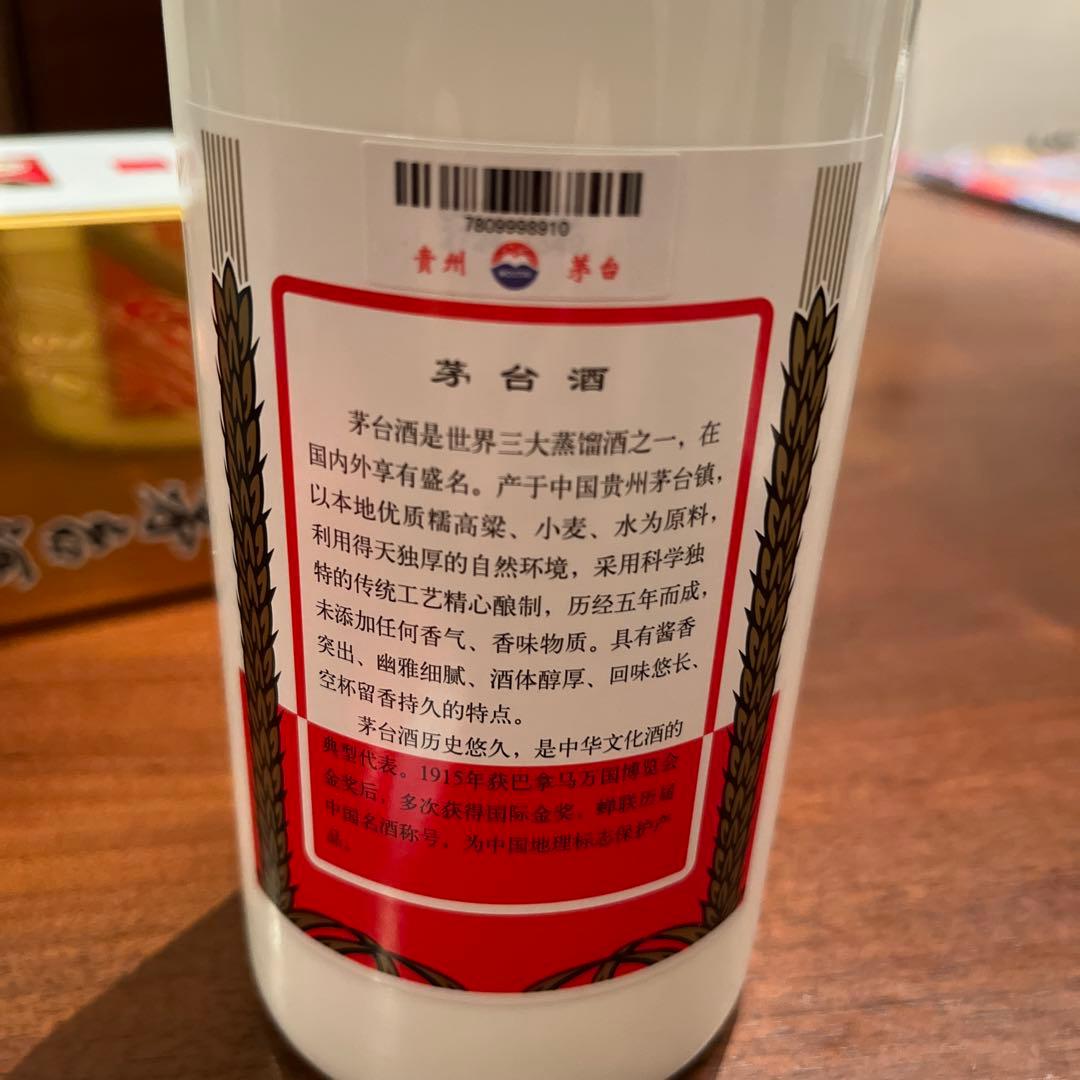 7809998910
贵州 茅台
茅台酒
茅台酒是世界三大蒸馏酒之一，在
国内外享有盛名。产于中国贵州茅台镇，
以本地优质糯高粱、小麦、水为原料，
利用得天独厚的自然环境，采用科学独
特的传统工艺精心酿制，历经五年而成，
未添加任何香气、香味物质。具有酱香
突出、幽雅细腻、酒体醇厚、回味悠长、
空杯留香持久的特点。
茅台酒历史悠久，是中华文化酒的
典型代表。1915年获巴拿马万国博览会
金奖后，多次获得国际金奖，蝉联历届
中国名酒称号，为中国地理标志保护产
品。